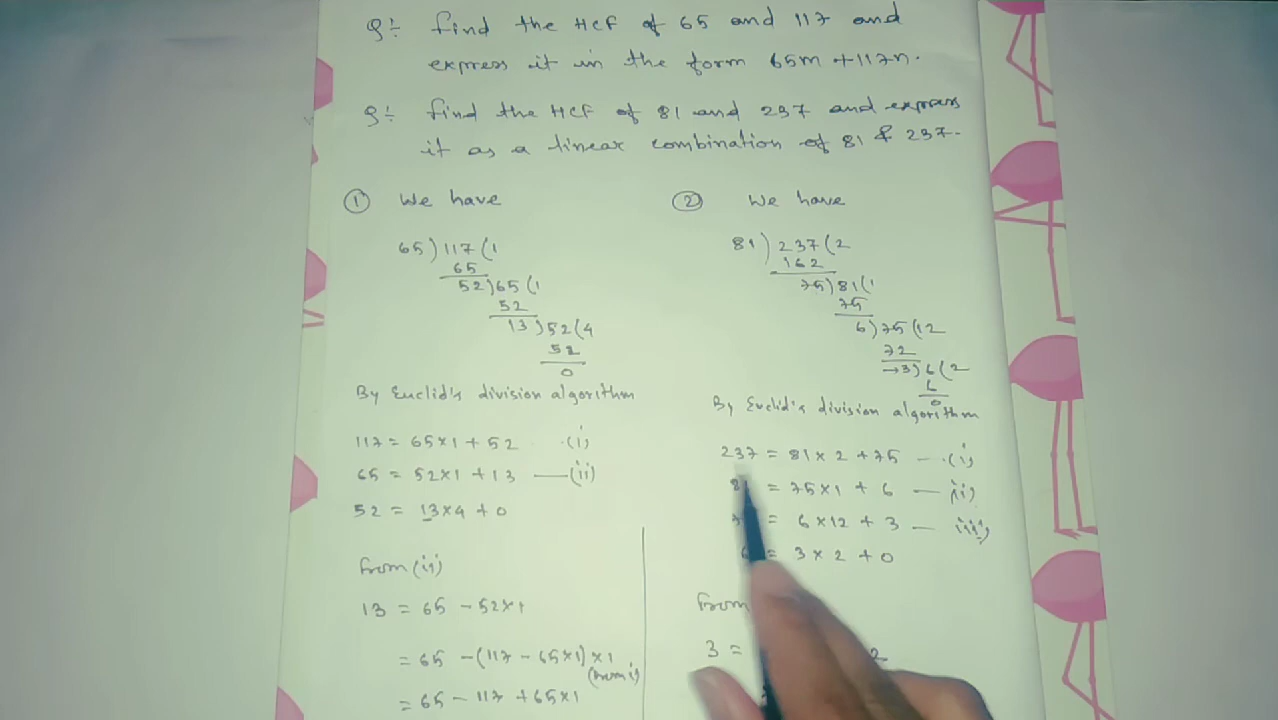 Q:- find the HCF of 65 and 117 and
express it in the form 65m + 117n.
Q:- find the HCF of 81 and 237 and express
it as a linear combination of 81 & 237.
① We have
65) 117 (1
65
52) 65 (1
52
13) 52 (4
52
0
By Euclid's division algorithm
117 = 65×1 + 52 (i)
65 = 52×1 + 13 — (ii)
52 = 13×4 + 0
From (ii)
13 = 65 - 52×1
= 65 - (117 - 65×1) × 1
(from i)
= 65 - 117 + 65×1
② We have
81) 237 (2
162
75) 81 (1
75
6) 75 (12
72
→3) 6 (2
6
0
By Euclid's division algorithm
237 = 81 × 2 + 75 — (i)
= 75×1 + 6 — (ii)
= 6×12 + 3 — (iii)
= 3 × 2 + 0
From
3 =